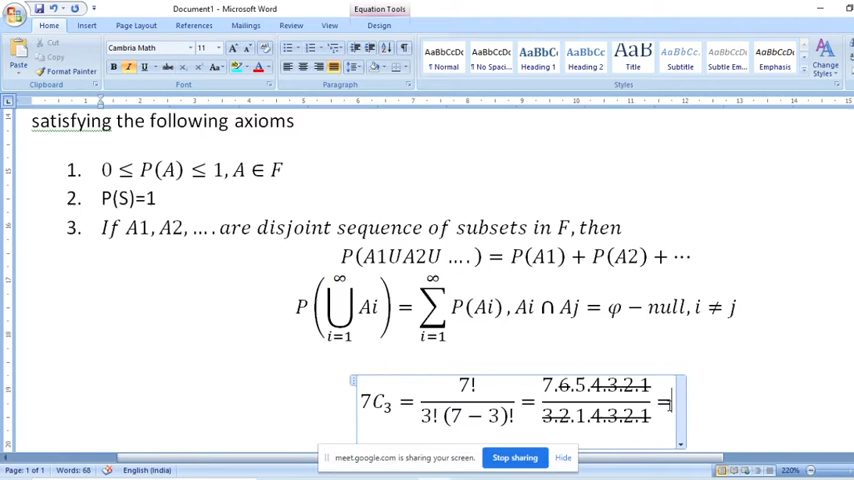 Document1 - Microsoft Word
Equation Tools
Home Insert Page Layout References Mailings Review View Design
Paste
Cut
Copy
Format Painter
Clipboard
Cambria Math 11
Font
Paragraph
AaBbCcDc AaBbCcDc AaBbCc AaBbCc AaB AaBbCc AaBbCcDi AaBbCcDi
¶ Normal ¶ No Spaci... Heading 1 Heading 2 Title Subtitle Subtle Em... Emphasis
Change Styles
Styles
satisfying the following axioms
1. 0 ≤ P(A) ≤ 1, A ∈ F
2. P(S)=1
3. If A1, A2, …. are disjoint sequence of subsets in F, then
P(A1UA2U ….) = P(A1) + P(A2) + ⋯
P(⋃_{i=1}^{∞} Ai) = ∑_{i=1}^{∞} P(Ai), Ai ∩ Aj = φ − null, i ≠ j
7C₃ = 7! / 3! (7 − 3)! = 7.6.5.4.3.2.1 / 3.2.1.4.3.2.1 =
meet.google.com is sharing your screen. Stop sharing Hide
Page: 1 of 1 Words: 68 English (India) 220%